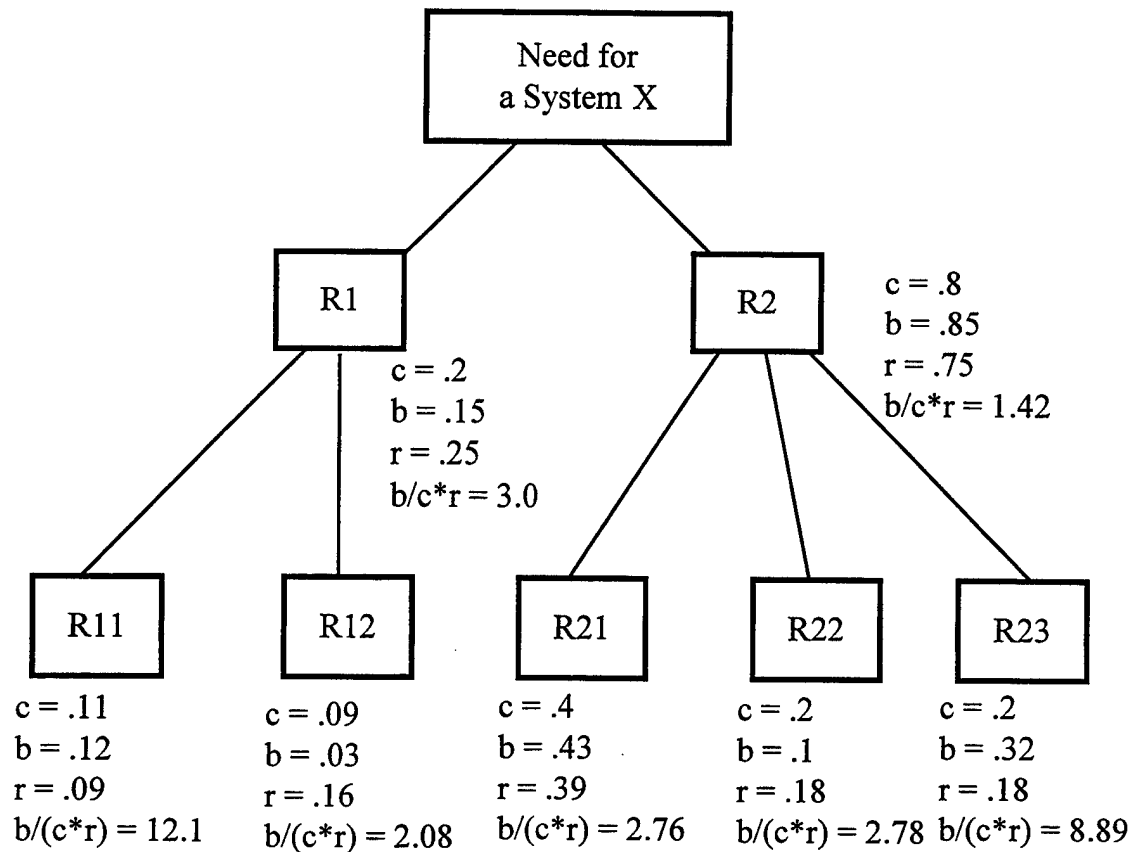 Need for
a System X
R1
c = .2
b = .15
r = .25
b/c*r = 3.0
R2
c = .8
b = .85
r = .75
b/c*r = 1.42
R11
c = .11
b = .12
r = .09
b/(c*r) = 12.1
R12
c = .09
b = .03
r = .16
b/(c*r) = 2.08
R21
c = .4
b = .43
r = .39
b/(c*r) = 2.76
R22
c = .2
b = .1
r = .18
b/(c*r) = 2.78
R23
c = .2
b = .32
r = .18
b/(c*r) = 8.89